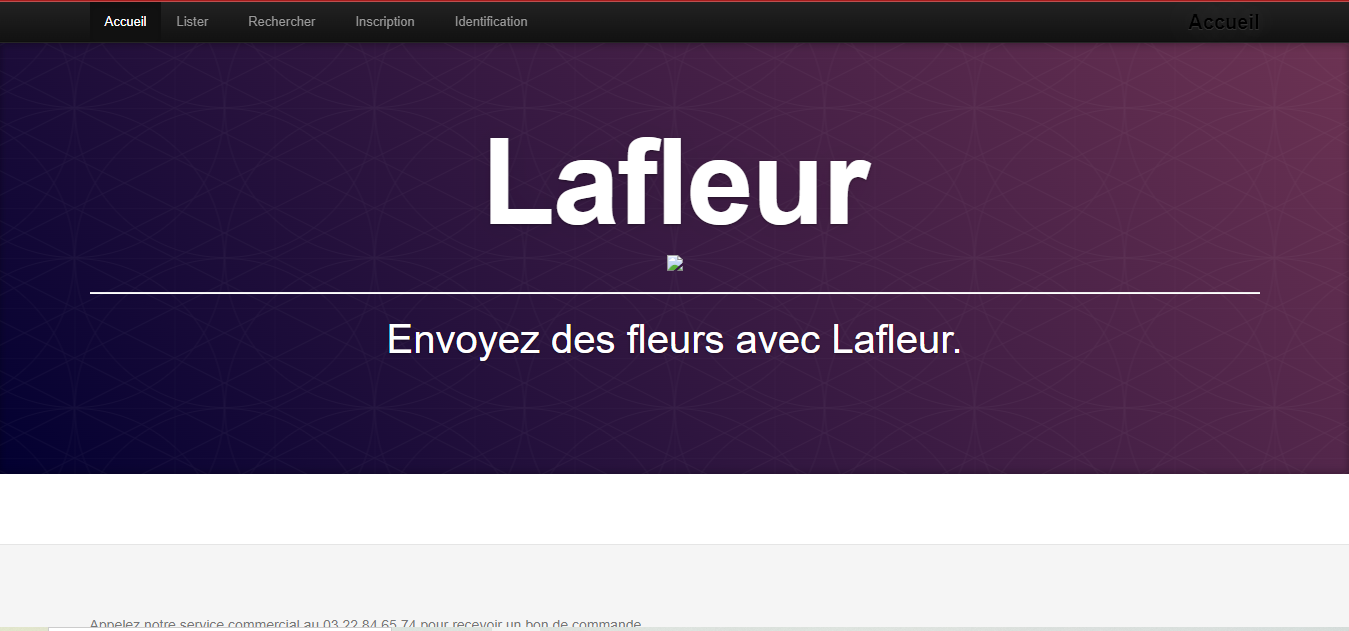 Accueil Lister Rechercher Inscription Identification Accueil
Lafleur
Envoyez des fleurs avec Lafleur.
Appelez notre service commercial au 03.22.84.65.74 pour recevoir un bon de commande